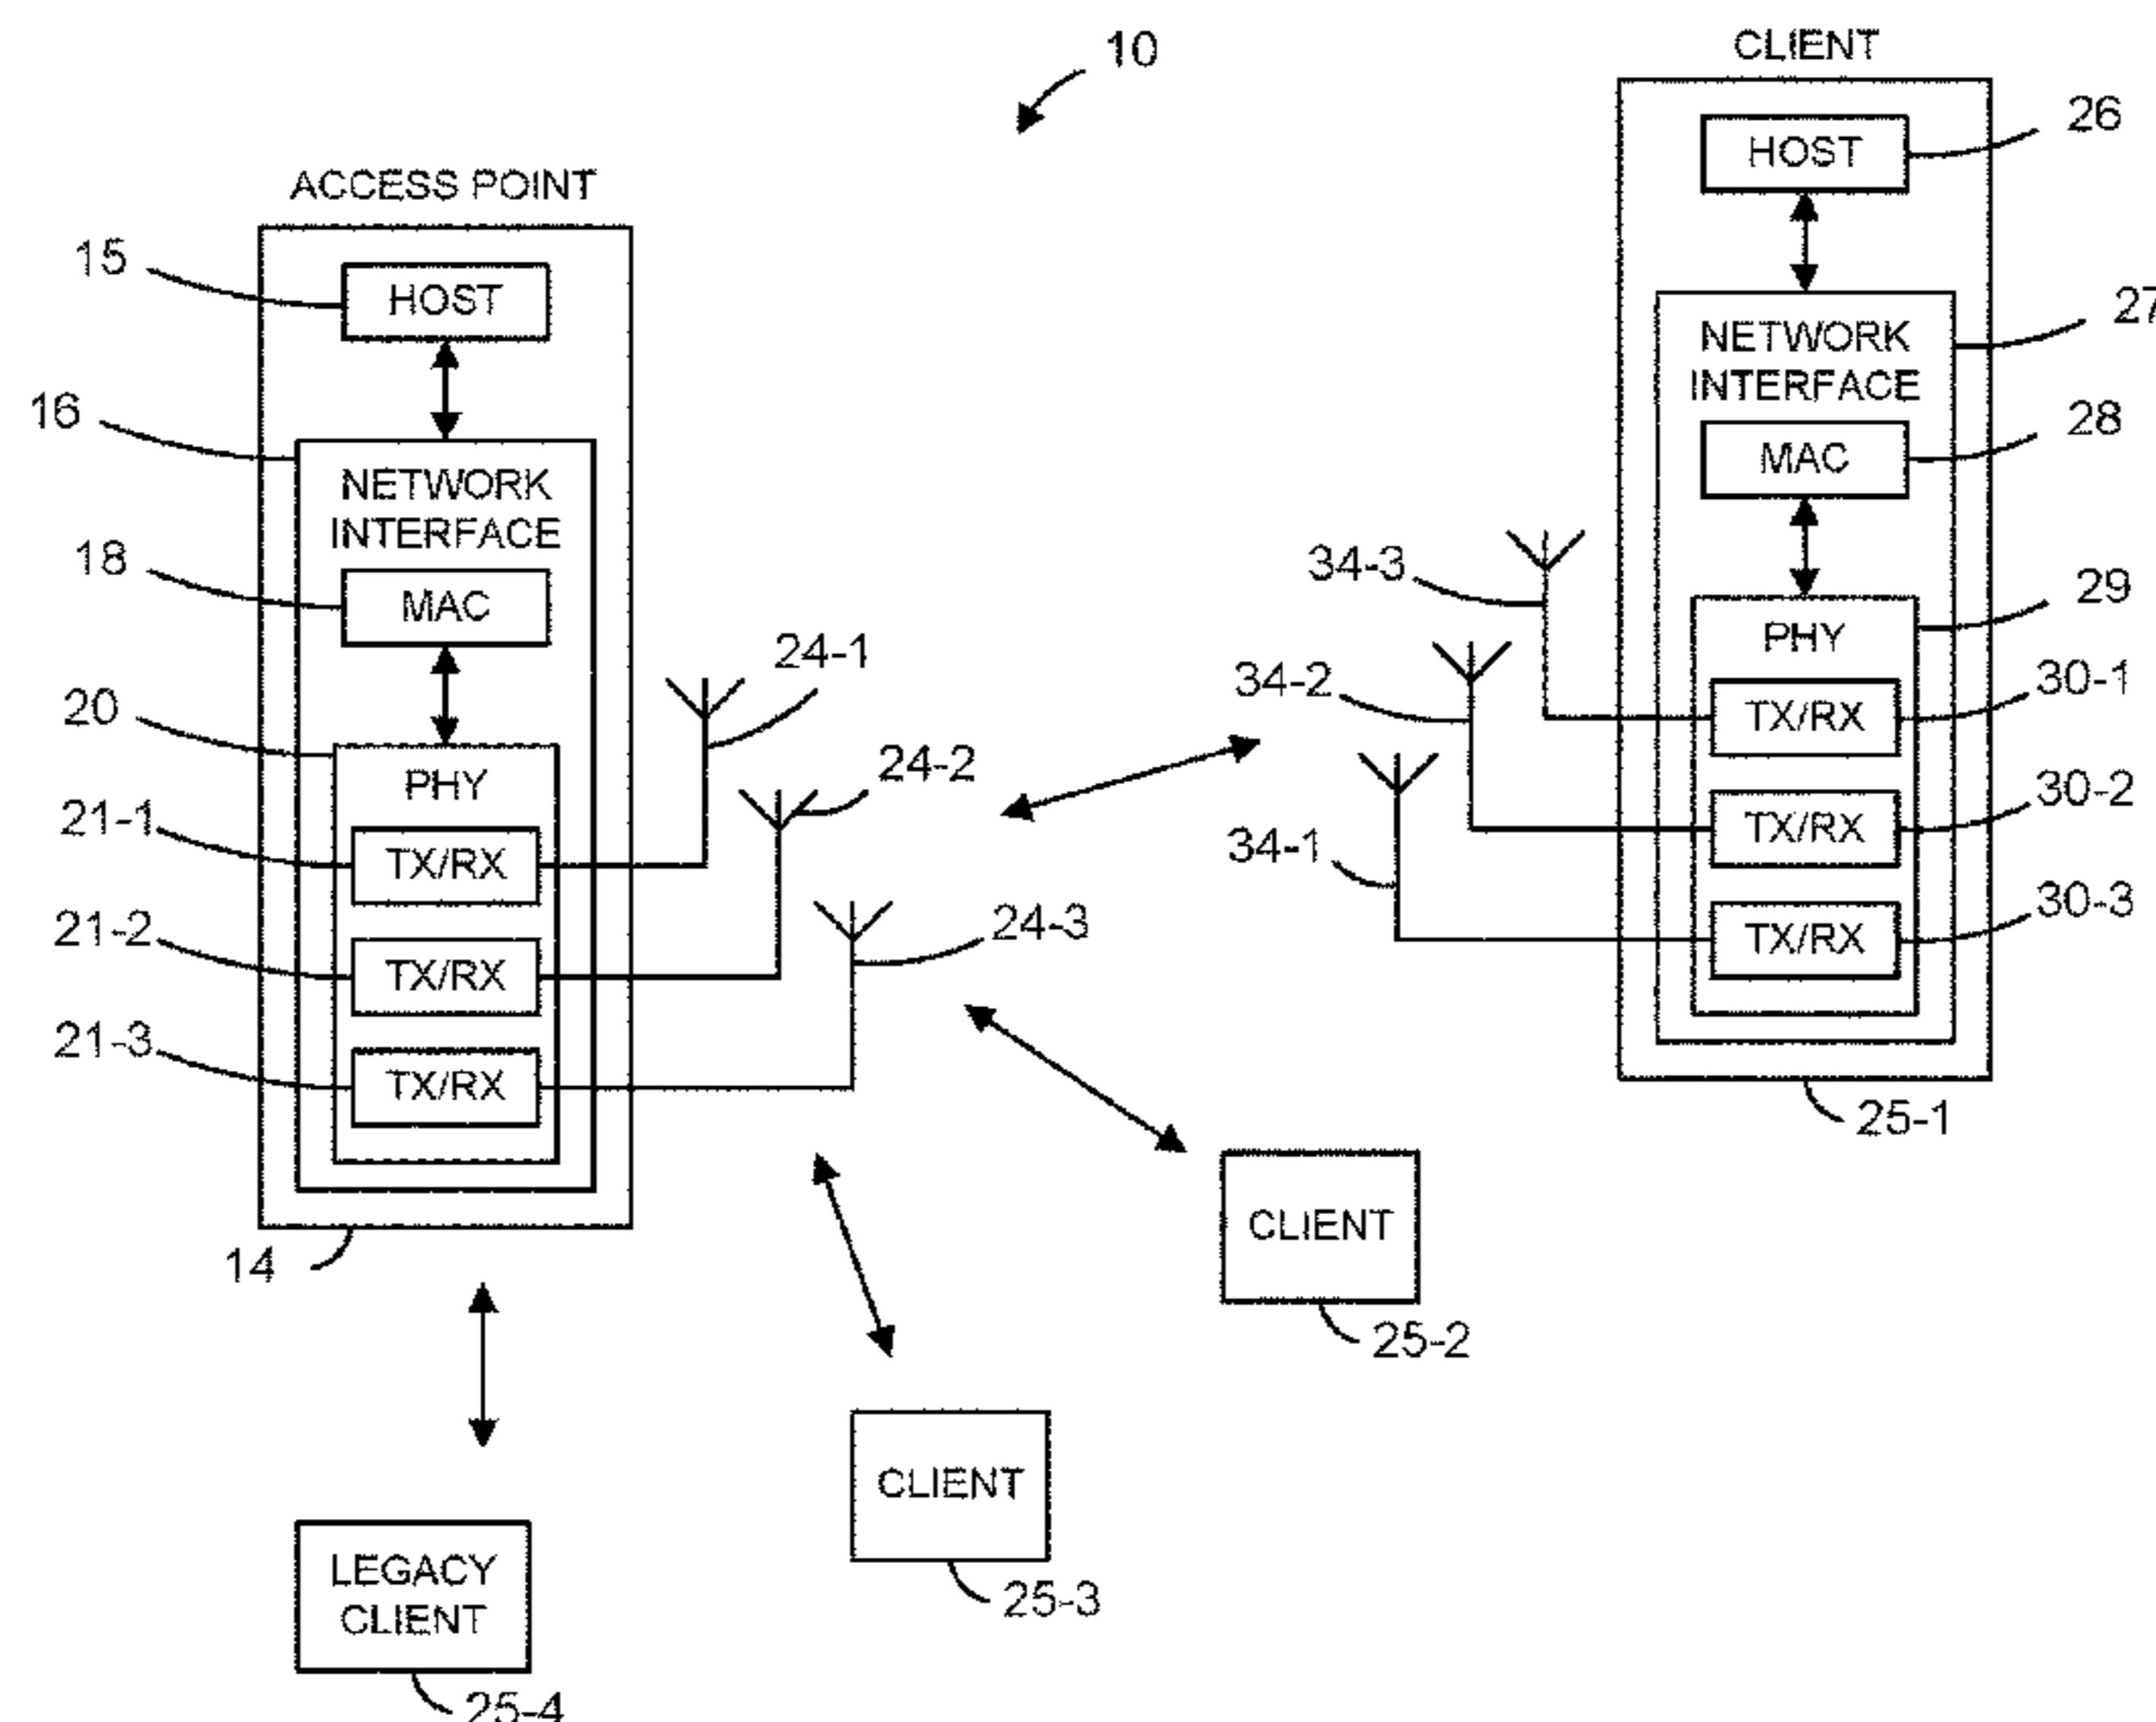 10
CLIENT
HOST
26
NETWORK
INTERFACE
27
MAC
28
PHY
29
TX/RX
30-1
TX/RX
30-2
TX/RX
30-3
34-3
34-2
34-1
25-1
ACCESS POINT
15
HOST
16
NETWORK
INTERFACE
18
MAC
20
PHY
21-1
TX/RX
21-2
TX/RX
21-3
TX/RX
24-1
24-2
24-3
14
CLIENT
25-2
CLIENT
25-3
LEGACY
CLIENT
25-4